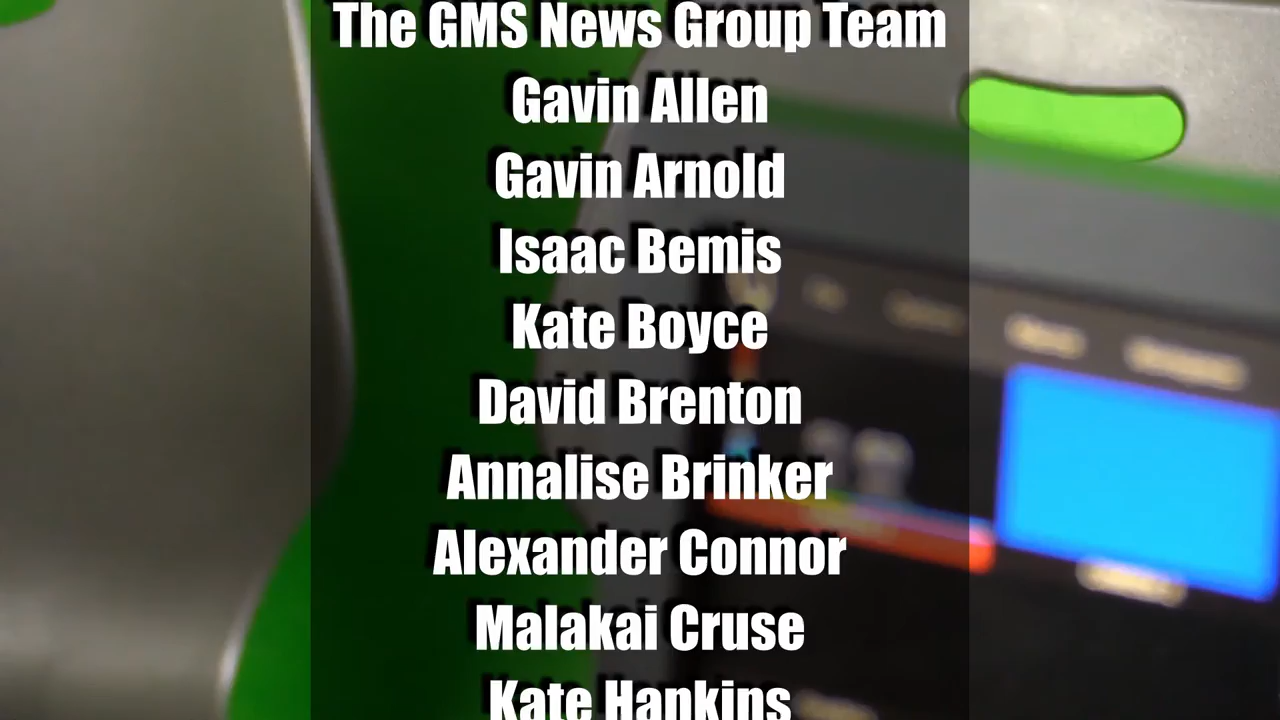 The GMS News Group Team
Gavin Allen
Gavin Arnold
Isaac Bemis
Kate Boyce
David Brenton
Annalise Brinker
Alexander Connor
Malakai Cruse
Kate Hankins